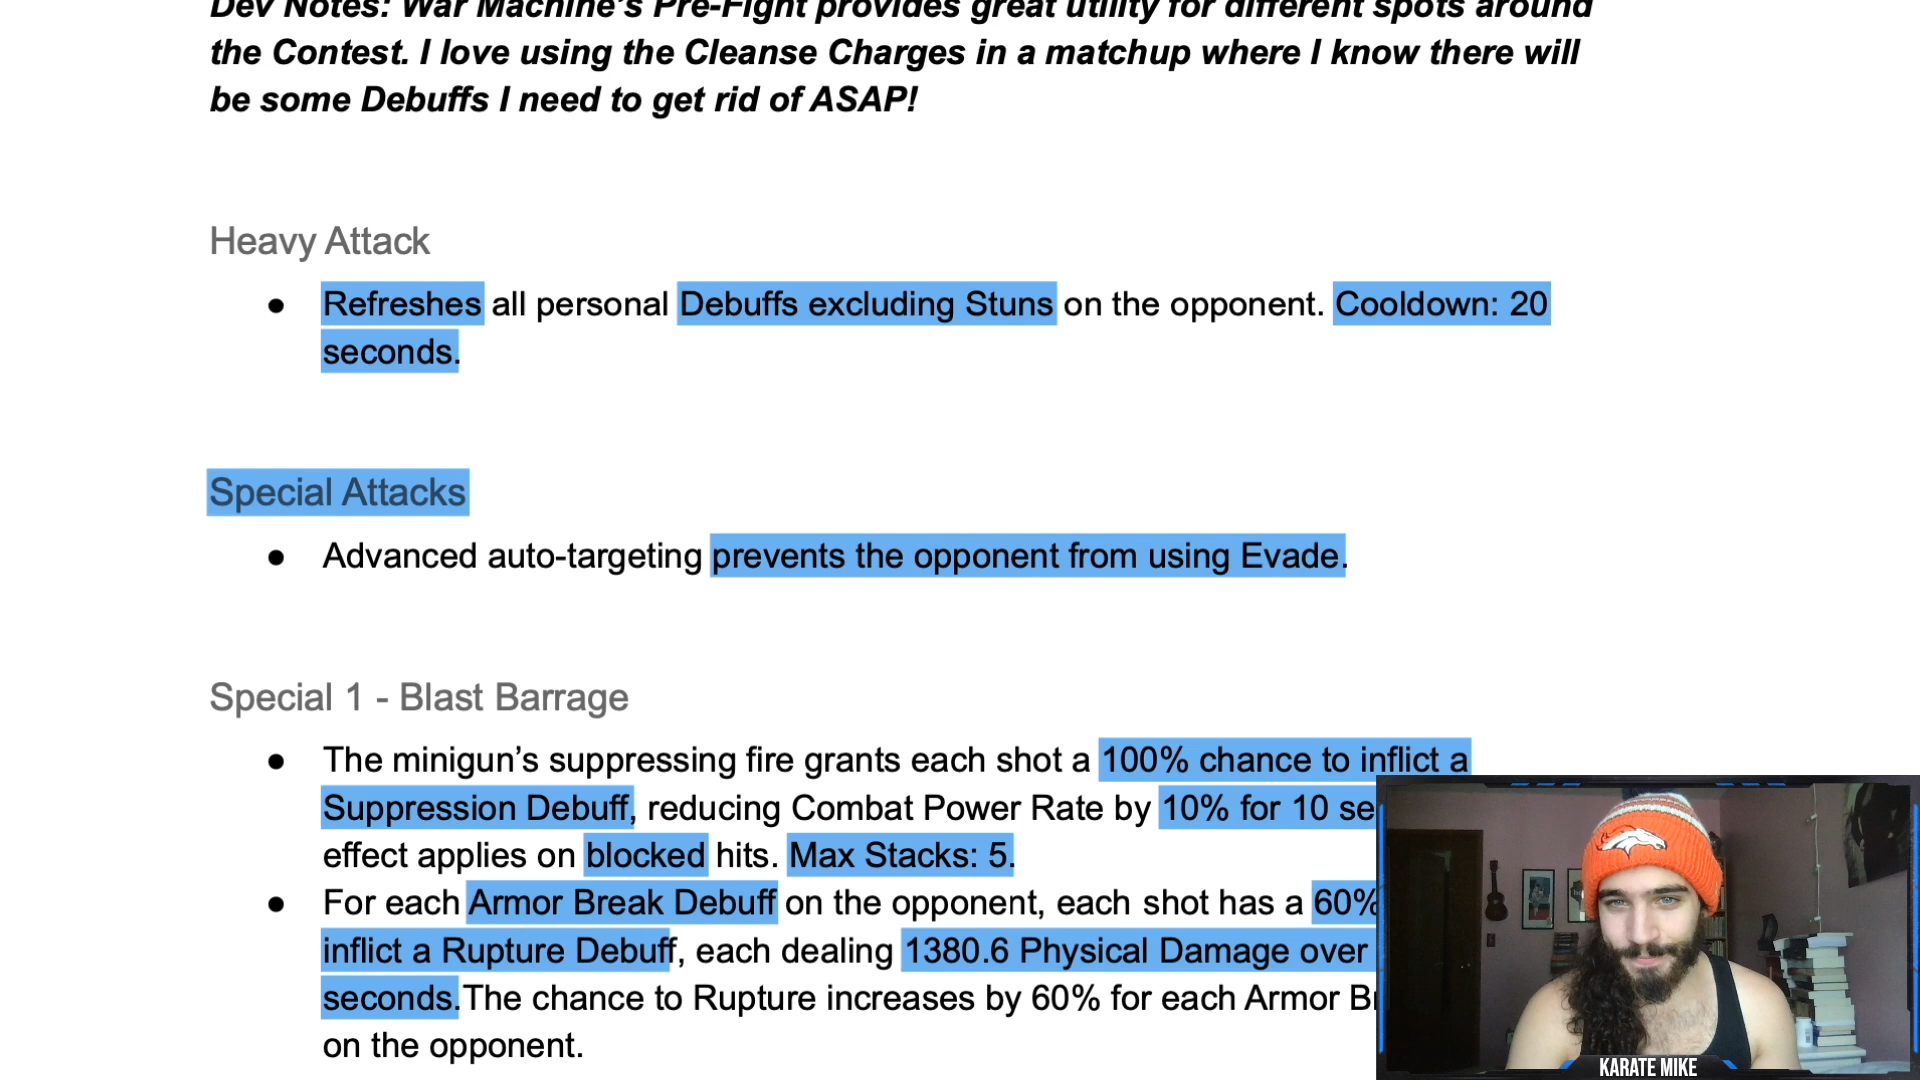 Dev Notes: War Machine’s Pre-Fight provides great utility for different spots around
the Contest. I love using the Cleanse Charges in a matchup where I know there will
be some Debuffs I need to get rid of ASAP!
Heavy Attack
● Refreshes all personal Debuffs excluding Stuns on the opponent. Cooldown: 20
seconds.
Special Attacks
● Advanced auto-targeting prevents the opponent from using Evade.
Special 1 - Blast Barrage
● The minigun’s suppressing fire grants each shot a 100% chance to inflict a
Suppression Debuff, reducing Combat Power Rate by 10% for 10 se
effect applies on blocked hits. Max Stacks: 5.
● For each Armor Break Debuff on the opponent, each shot has a 60%
inflict a Rupture Debuff, each dealing 1380.6 Physical Damage over
seconds.The chance to Rupture increases by 60% for each Armor
on the opponent.
KARATE MIKE